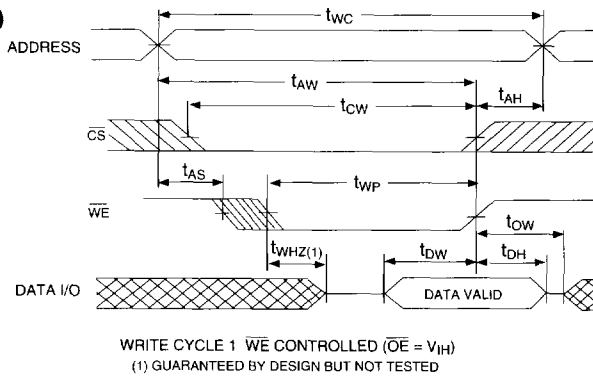 tWC
ADDRESS
tAW
tCW
tAH
CS
tAS
tWP
WE
tOW
tWHZ(1)
tDW
tDH
DATA I/O
DATA VALID
WRITE CYCLE 1 WE CONTROLLED (OE = VIH)
(1) GUARANTEED BY DESIGN BUT NOT TESTED